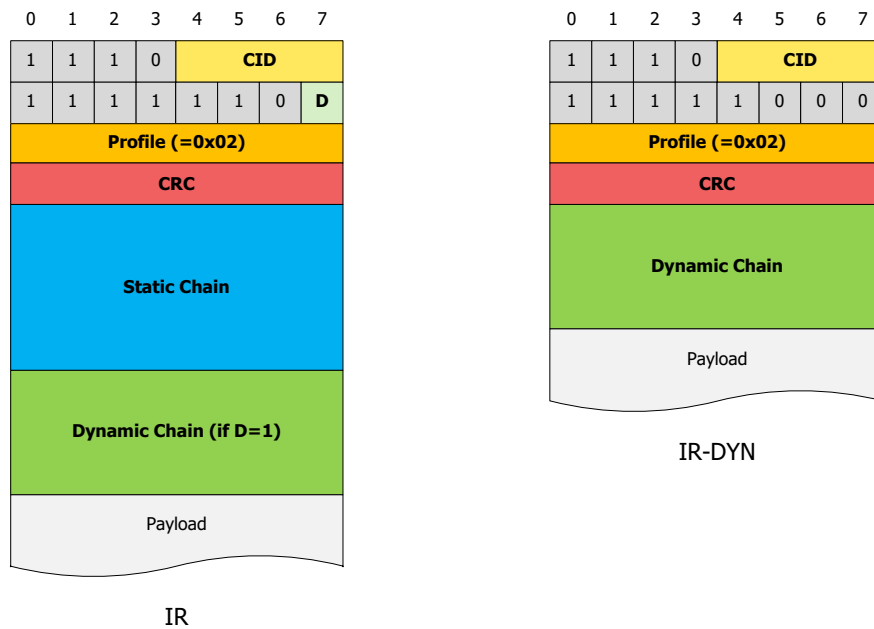 0 1 2 3 4 5 6 7
1 1 1 0 CID
1 1 1 1 1 1 0 D
Profile (=0x02)
CRC
Static Chain
Dynamic Chain (if D=1)
Payload
IR
0 1 2 3 4 5 6 7
1 1 1 0 CID
1 1 1 1 1 0 0 0
Profile (=0x02)
CRC
Dynamic Chain
Payload
IR-DYN